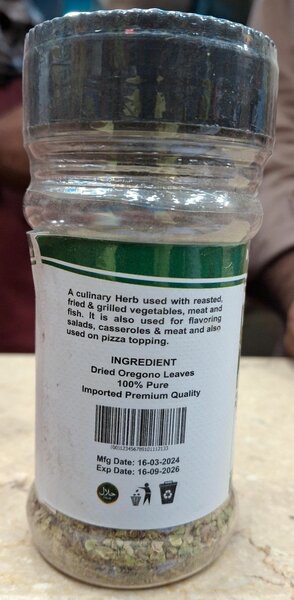 A culinary Herb used with reasted,
fried & grilled vegetables, meat and
fish. It is also used for flavoring
salads, casseroles & meat and also
used on pizza topping.
INGREDIENT
Dried Oregono Leaves
100% Pure
Imported Premium Quality
Mfg Date: 16-03-2024
Exp Date: 16-09-2026
حلال